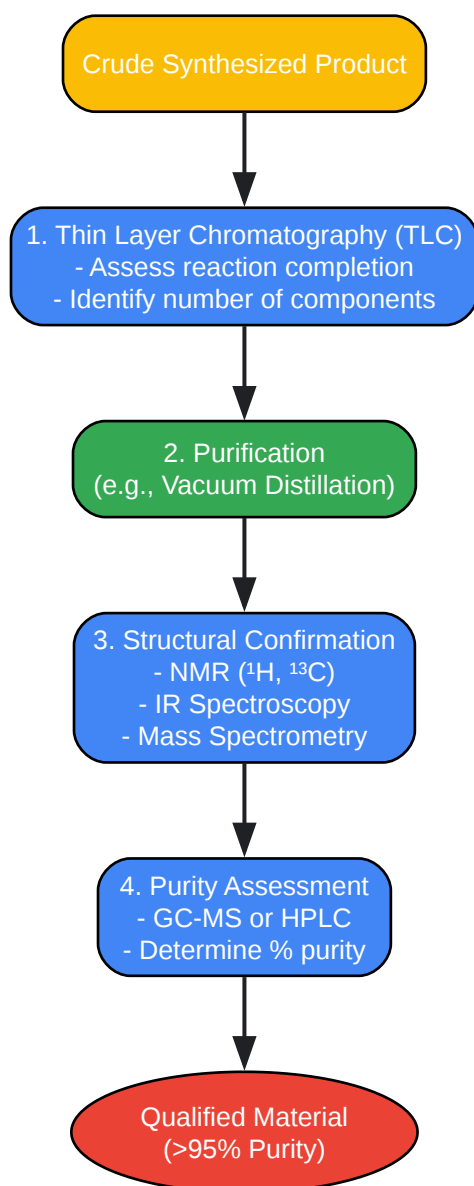 Crude Synthesized Product
1. Thin Layer Chromatography (TLC)
- Assess reaction completion
- Identify number of components
2. Purification
(e.g., Vacuum Distillation)
3. Structural Confirmation
- NMR (¹H, ¹³C)
- IR Spectroscopy
- Mass Spectrometry
4. Purity Assessment
- GC-MS or HPLC
- Determine % purity
Qualified Material
(>95% Purity)